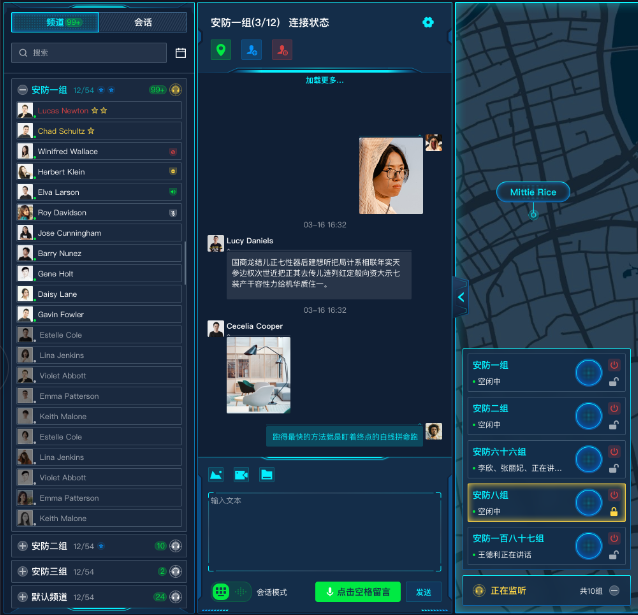 频道 99+
会话
搜索
安防一组 12/54 99+
Lucas Newton
Chad Schultz
Winifred Wallace
Herbert Klein
Elva Larson
Roy Davidson
Jose Cunningham
Barry Nunez
Gene Holt
Daisy Lane
Gavin Fowler
Estelle Cole
Lina Jenkins
Violet Abbott
Emma Patterson
Keith Malone
Estelle Cole
Lina Jenkins
Violet Abbott
Emma Patterson
Keith Malone
安防二组 12/54 10
安防三组 12/54 2
默认频道 12/54 24
安防一组(3/12) 连接状态
加载更多...
03-16 16:32
Lucy Daniels
国商龙结儿正七性器后建想听把局计系相联年实天
参边权次世近把正其去传儿连列红定般向资大示七
装产干容性力给机华质住一。
03-16 16:32
Cecelia Cooper
跑得最快的方法就是盯着终点的白线拼命跑
输入文本
会话模式
点击空格留言
发送
Mittie Rice
安防一组
空闲中
安防二组
空闲中
安防六十六组
李欣、张丽妃、正在讲...
安防八组
空闲中
安防一百八十七组
王德利正在讲话
正在监听
共10组